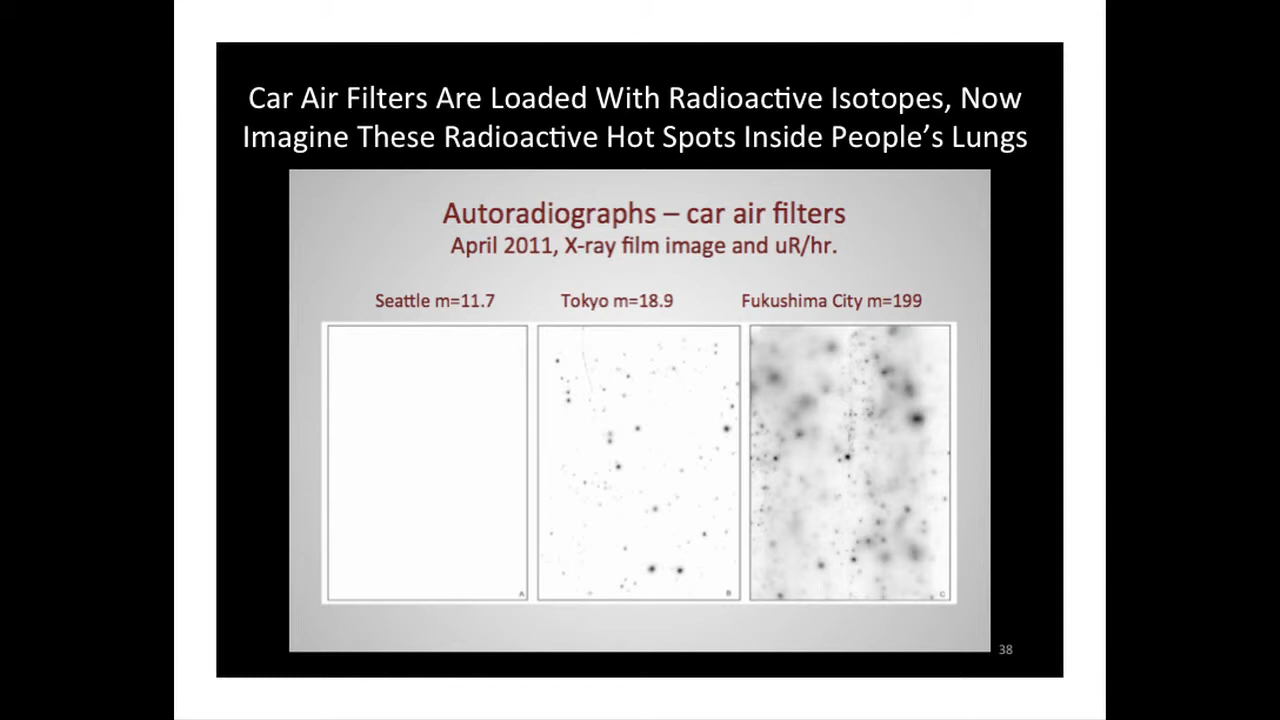 Car Air Filters Are Loaded With Radioactive Isotopes, Now
Imagine These Radioactive Hot Spots Inside People's Lungs
Autoradiographs – car air filters
April 2011, X-ray film image and uR/hr.
Seattle m=11.7
Tokyo m=18.9
Fukushima City m=199
A
B
C
38